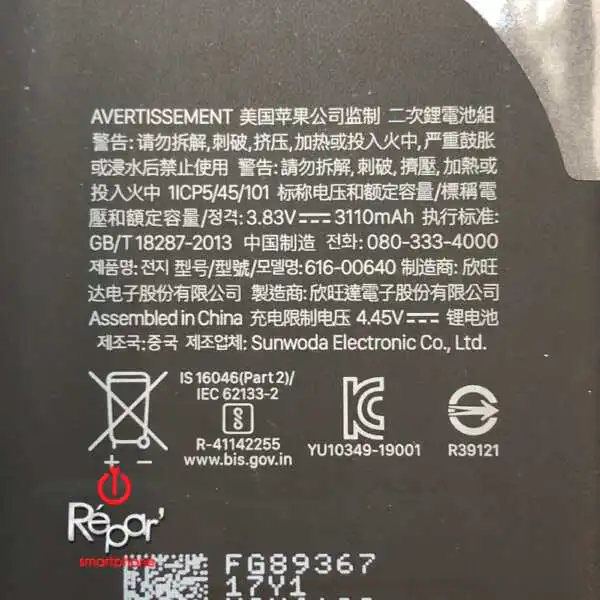 AVERTISSEMENT 美国苹果公司监制 二次鋰電池組
警告:请勿拆解,刺破,挤压,加热或投入火中,严重鼓胀
或浸水后禁止使用 警告:請勿拆解,刺破,擠壓,加熱或
投入火中 1ICP5/45/101 标称电压和额定容量/標稱電
壓和額定容量/정격: 3.83V⎓3110mAh 执行标准:
GB/T 18287-2013 中国制造 전화: 080-333-4000
제품명: 전지 型号/型號/모델명:616-00640 制造商: 欣旺
达电子股份有限公司 製造商: 欣旺達電子股份有限公司
Assembled in China 充电限制电压 4.45V⎓ 锂电池
제조국:중국 제조업체: Sunwoda Electronic Co., Ltd.
IS 16046(Part 2)/
IEC 62133-2
R-41142255
www.bis.gov.in
YU10349-19001
R39121
+ –
Répar'
smartphone
FG89367
17Y1